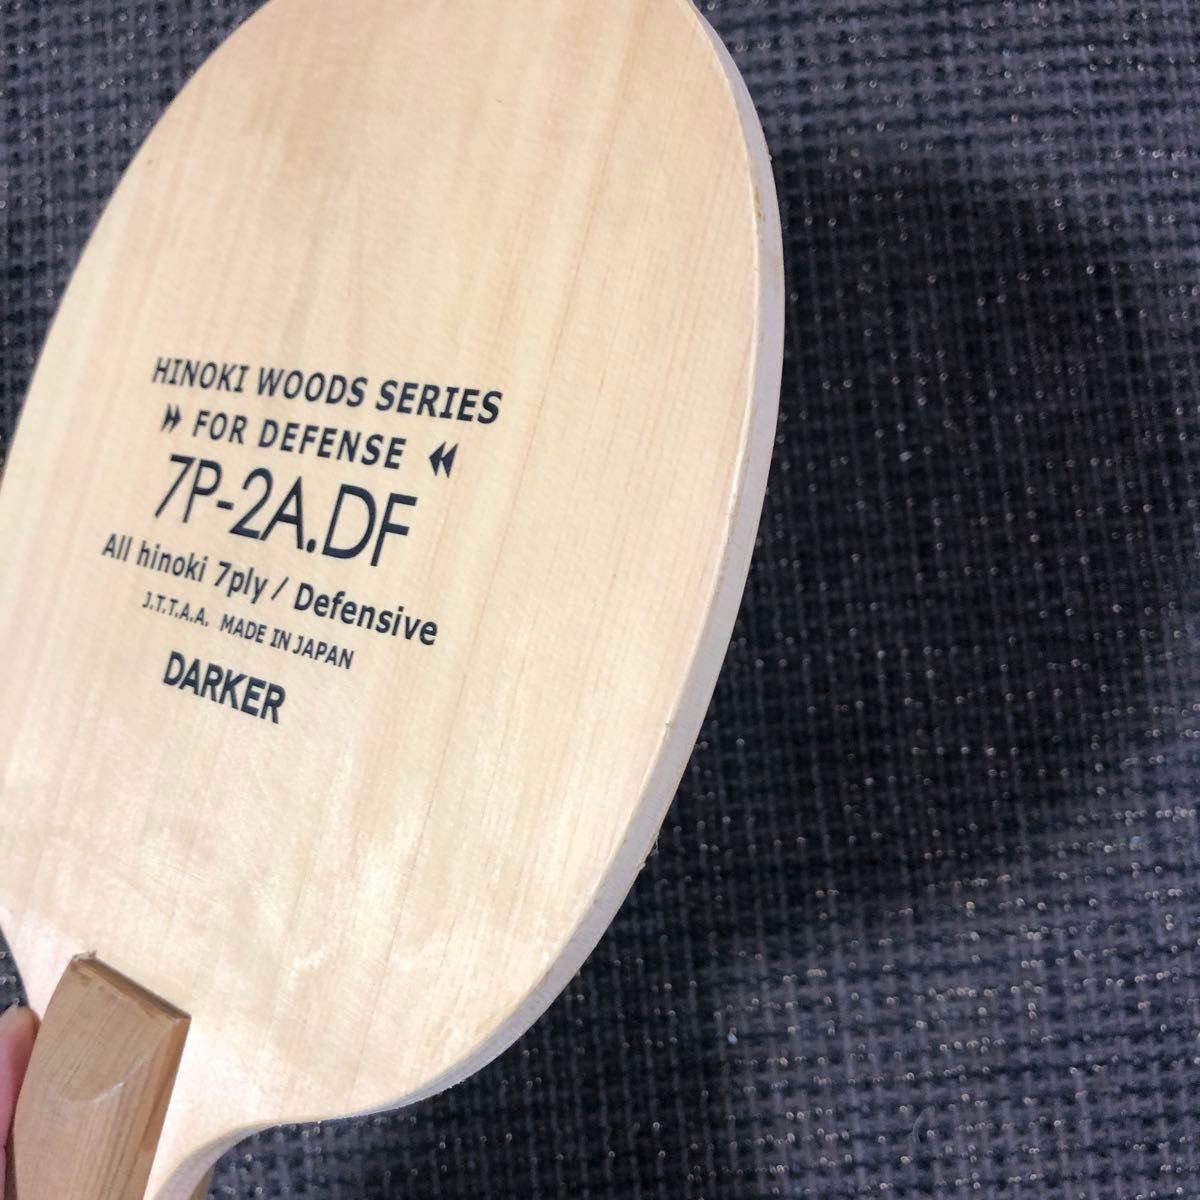 HINOKI WOODS SERIES
FOR DEFENSE
7P-2A.DF
All hinoki 7ply / Defensive
J.T.T.A.A. MADE IN JAPAN
DARKER